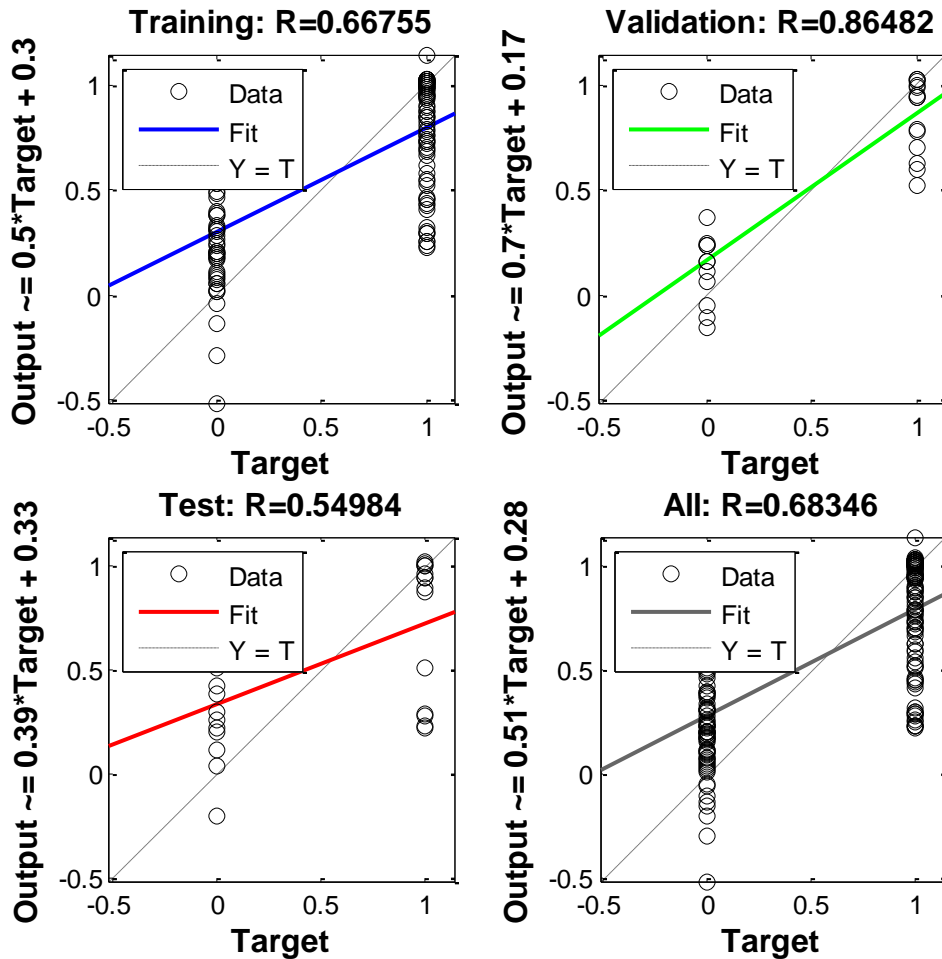 Training: R=0.66755
Output ~= 0.5*Target + 0.3
Data
Fit
Y = T
1
0.5
0
-0.5
-0.5 0 0.5 1
Target
Validation: R=0.86482
Output ~= 0.7*Target + 0.17
Data
Fit
Y = T
1
0.5
0
-0.5
-0.5 0 0.5 1
Target
Test: R=0.54984
Output ~= 0.39*Target + 0.33
Data
Fit
Y = T
1
0.5
0
-0.5
-0.5 0 0.5 1
Target
All: R=0.68346
Output ~= 0.51*Target + 0.28
Data
Fit
Y = T
1
0.5
0
-0.5
-0.5 0 0.5 1
Target